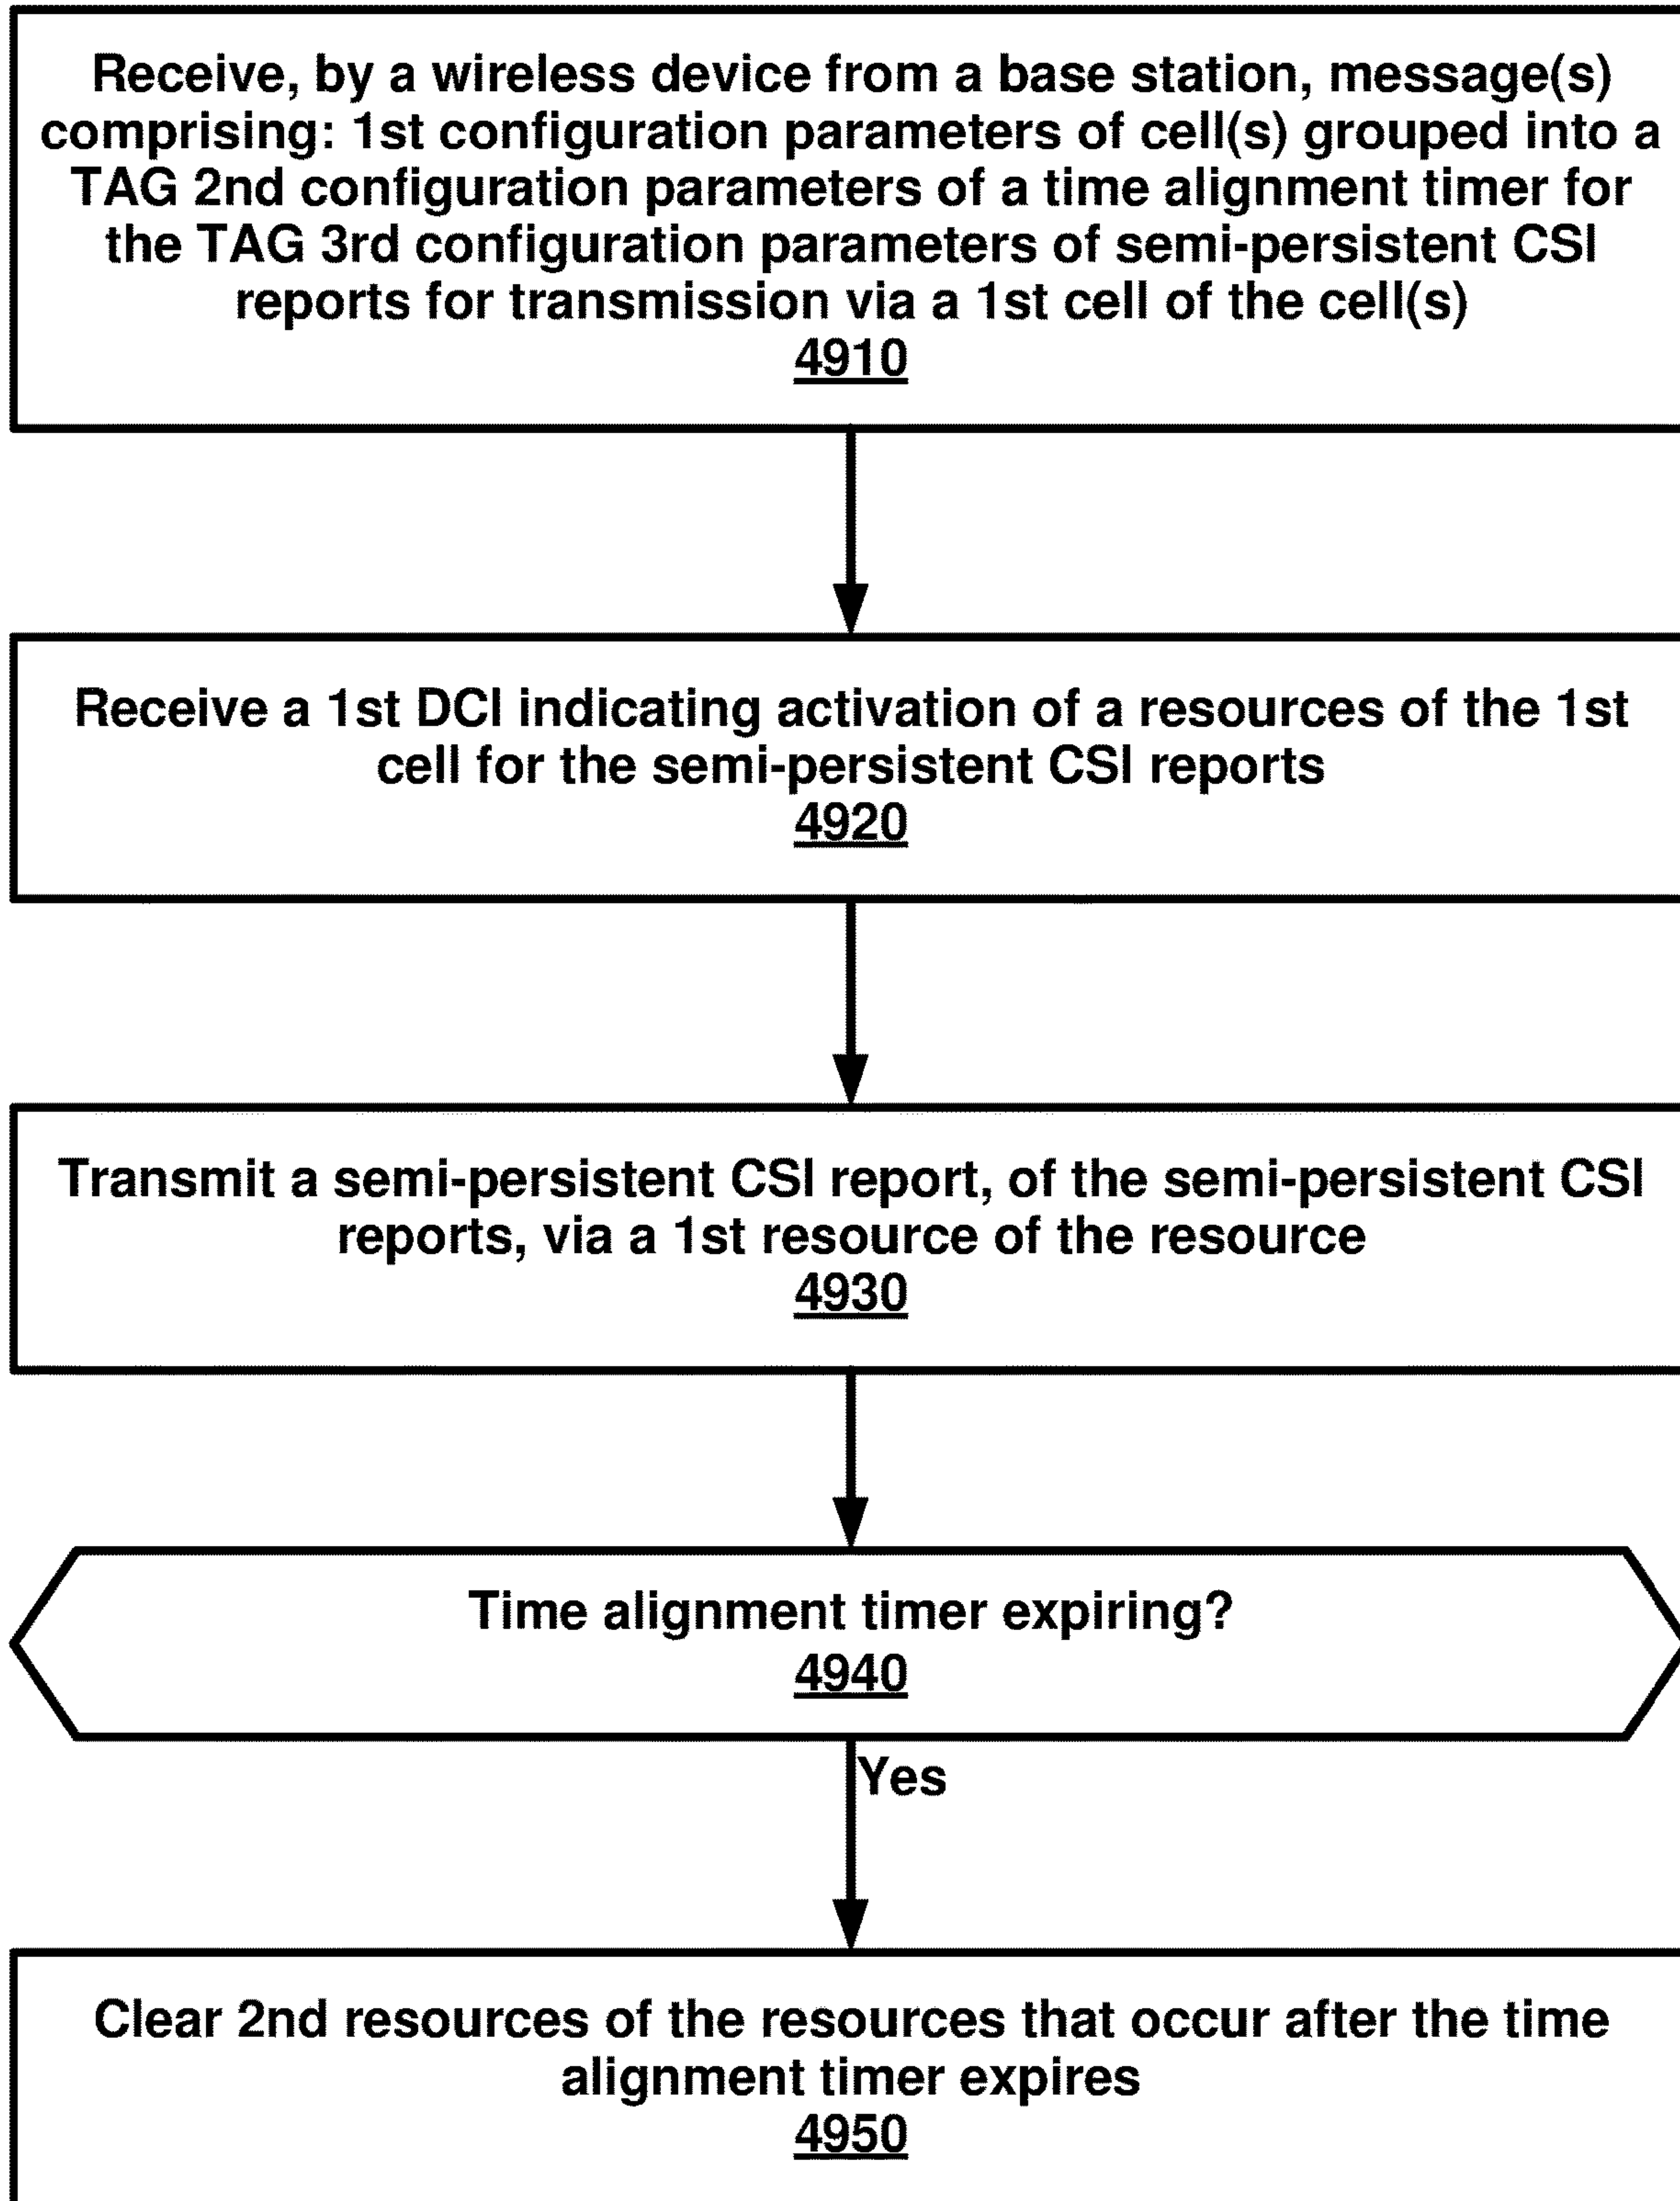 Receive, by a wireless device from a base station, message(s)
comprising: 1st configuration parameters of cell(s) grouped into a
TAG 2nd configuration parameters of a time alignment timer for
the TAG 3rd configuration parameters of semi-persistent CSI
reports for transmission via a 1st cell of the cell(s)
4910
Receive a 1st DCI indicating activation of a resources of the 1st
cell for the semi-persistent CSI reports
4920
Transmit a semi-persistent CSI report, of the semi-persistent CSI
reports, via a 1st resource of the resource
4930
Time alignment timer expiring?
4940
Yes
Clear 2nd resources of the resources that occur after the time
alignment timer expires
4950